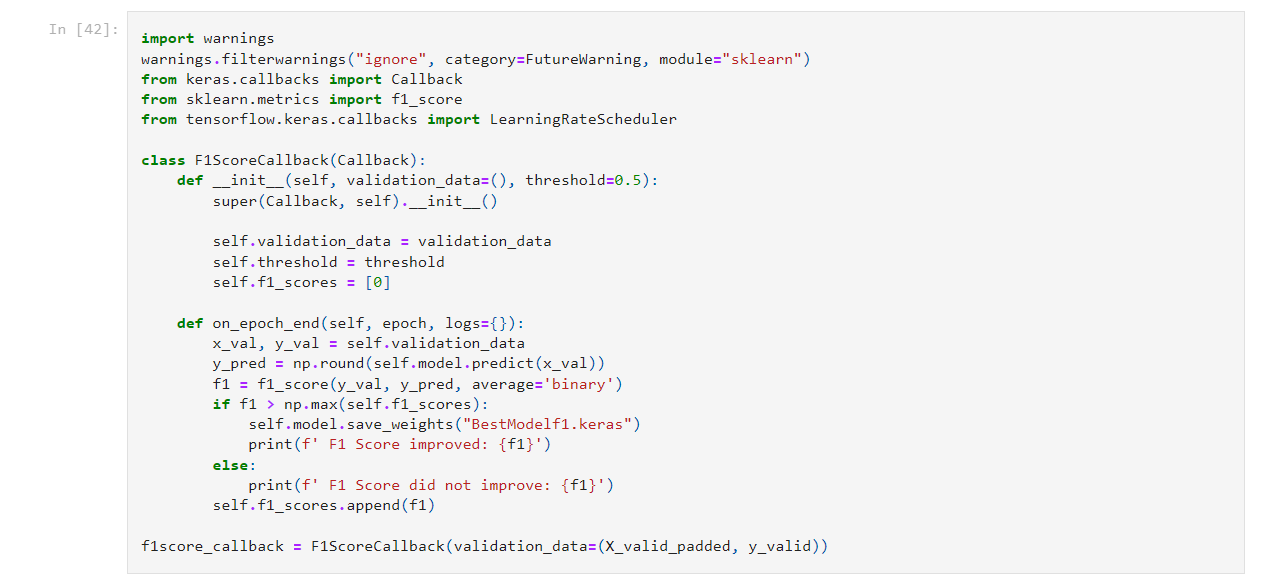 In [42]:
import warnings
warnings.filterwarnings("ignore", category=FutureWarning, module="sklearn")
from keras.callbacks import Callback
from sklearn.metrics import f1_score
from tensorflow.keras.callbacks import LearningRateScheduler

class F1ScoreCallback(Callback):
    def __init__(self, validation_data=(), threshold=0.5):
        super(Callback, self).__init__()

        self.validation_data = validation_data
        self.threshold = threshold
        self.f1_scores = [0]

    def on_epoch_end(self, epoch, logs={}):
        x_val, y_val = self.validation_data
        y_pred = np.round(self.model.predict(x_val))
        f1 = f1_score(y_val, y_pred, average='binary')
        if f1 > np.max(self.f1_scores):
            self.model.save_weights("BestModelf1.keras")
            print(f' F1 Score improved: {f1}')
        else:
            print(f' F1 Score did not improve: {f1}')
        self.f1_scores.append(f1)

f1score_callback = F1ScoreCallback(validation_data=(X_valid_padded, y_valid))